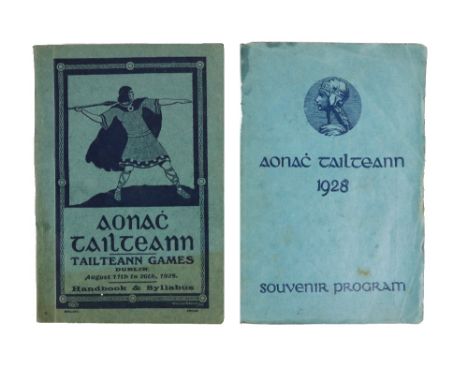 Aonaċ
Tailteann
TAILTEANN GAMES
DUBLIN:
August 11th to 26th, 1928.
Handbook & Syllabus
Aonaċ Tailteann
1928
Souvenir Program